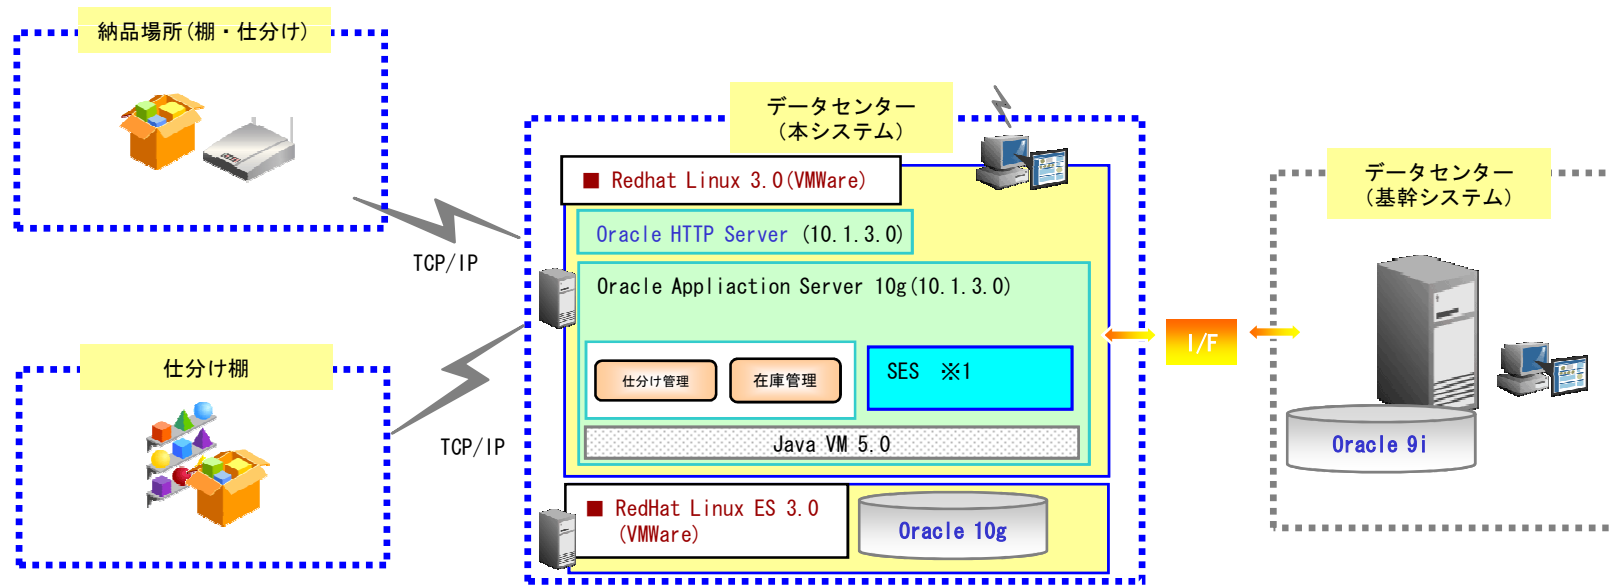 納品場所(棚・仕分け)
TCP/IP
仕分け棚
TCP/IP
データセンター
(本システム)
■ Redhat Linux 3.0(VMWare)
Oracle HTTP Server (10.1.3.0)
Oracle Appliaction Server 10g(10.1.3.0)
仕分け管理
在庫管理
SES ※1
Java VM 5.0
■ RedHat Linux ES 3.0
(VMWare)
Oracle 10g
I/F
データセンター
(基幹システム)
Oracle 9i